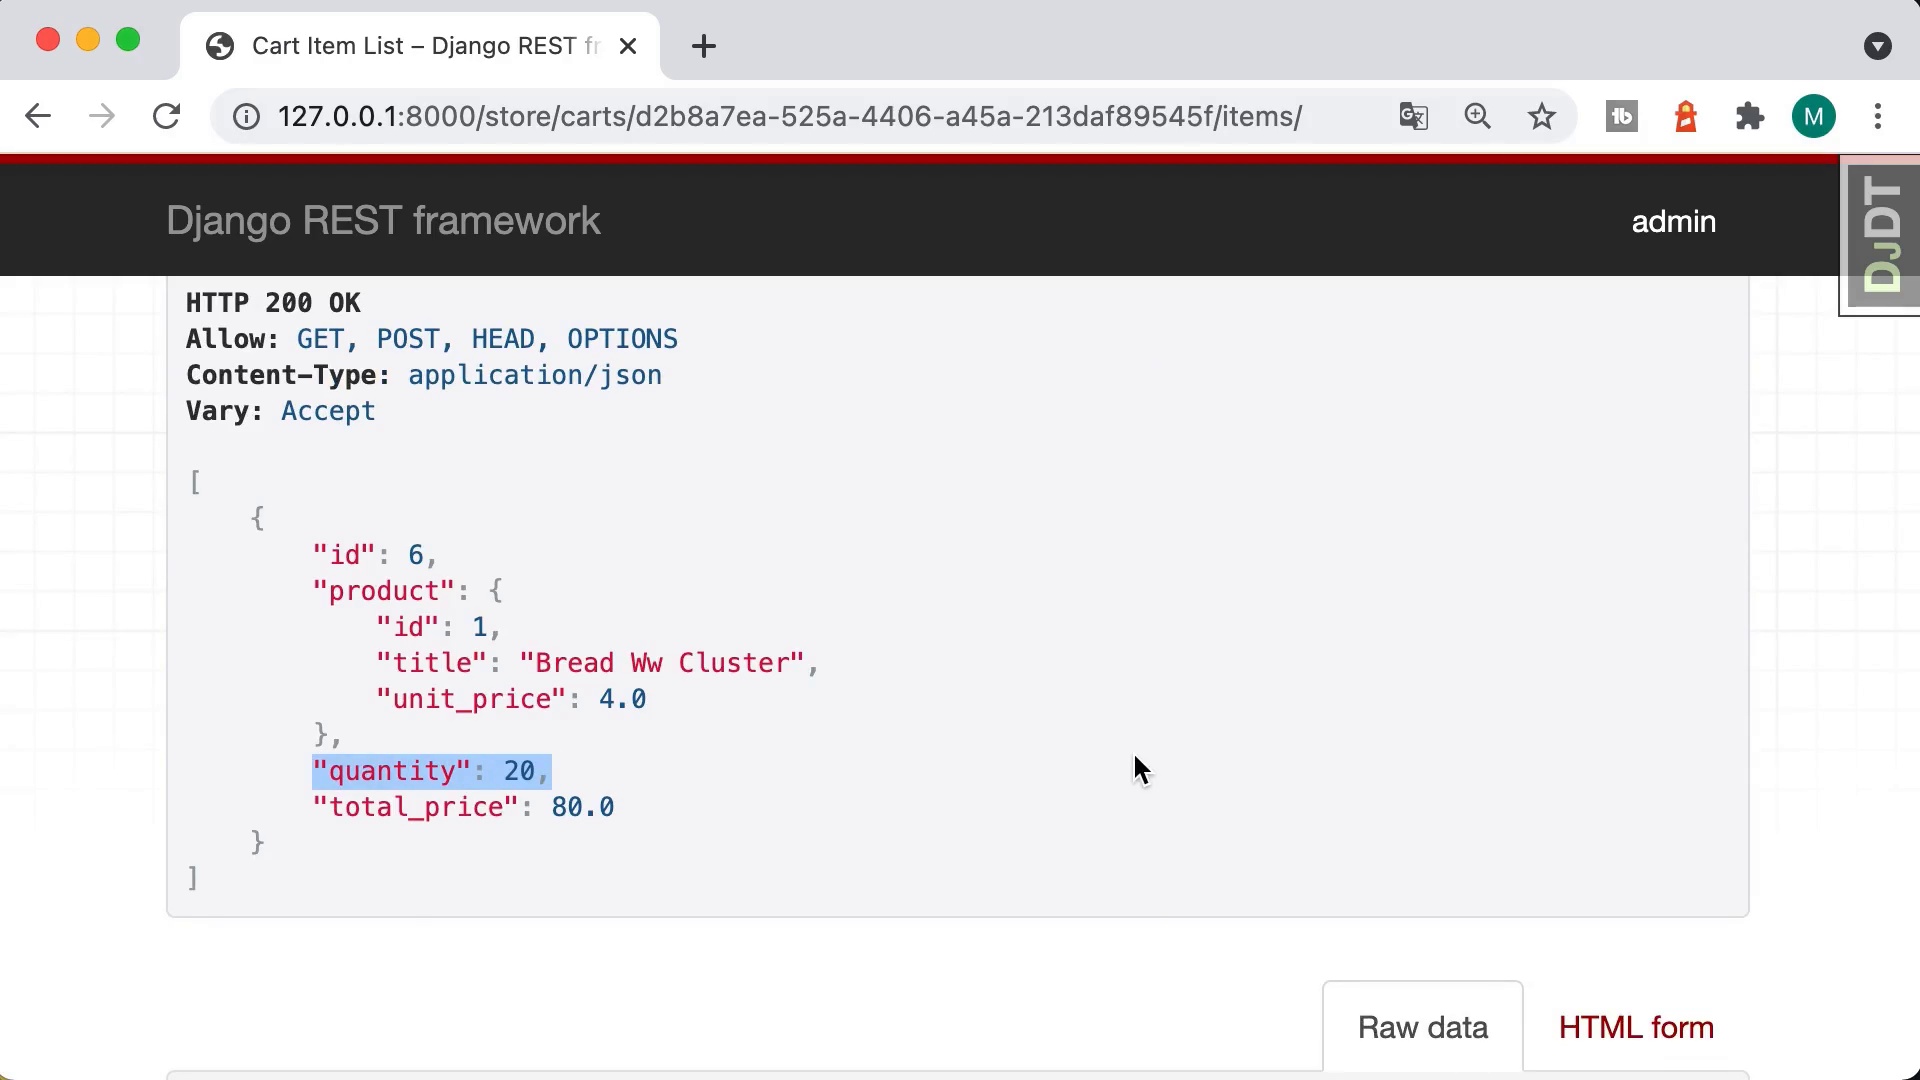 Cart Item List – Django REST fr
127.0.0.1:8000/store/carts/d2b8a7ea-525a-4406-a45a-213daf89545f/items/
M
Django REST framework
admin
DJDT
HTTP 200 OK
Allow: GET, POST, HEAD, OPTIONS
Content-Type: application/json
Vary: Accept
[
    {
        "id": 6,
        "product": {
            "id": 1,
            "title": "Bread Ww Cluster",
            "unit_price": 4.0
        },
        "quantity": 20,
        "total_price": 80.0
    }
]
Raw data
HTML form